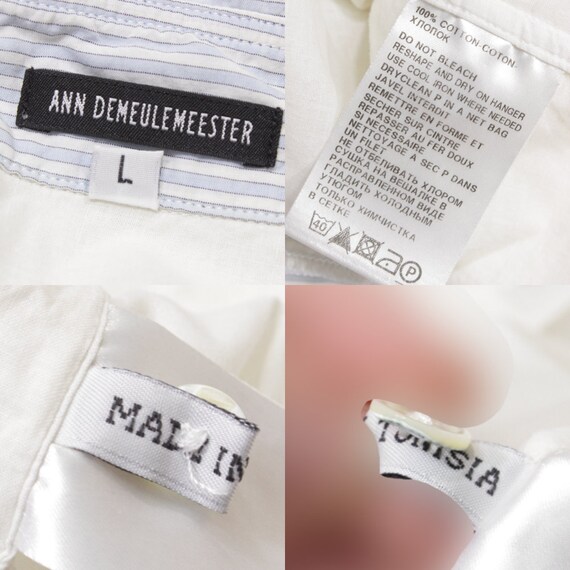 ANN DEMEULEMEESTER
L
100% COTTON-COTON-
ХЛОПОК
DO NOT BLEACH
RESHAPE AND DRY ON HANGER
USE COOL IRON WHERE NEEDED
DRYCLEAN P IN A NET BAG
JAVEL INTERDIT
REMETTRE EN FORME ET
SECHER SUR CINTRE
REPASSER AU FER DOUX
SI NECESSAIRE
NETTOYAGE A SEC P DANS
UN FILET
НЕ ОТБЕЛИВАТЬ ХЛОРОМ
СУШКА НА ВЕШАЛКЕ В
РАСПРАВЛЕННОМ ВИДЕ
ГЛАДИТЬ ХОЛОДНЫМ
УТЮГОМ
ТОЛЬКО ХИМЧИСТКА
В СЕТКЕ
40 P
MADE IN
TUNISIA